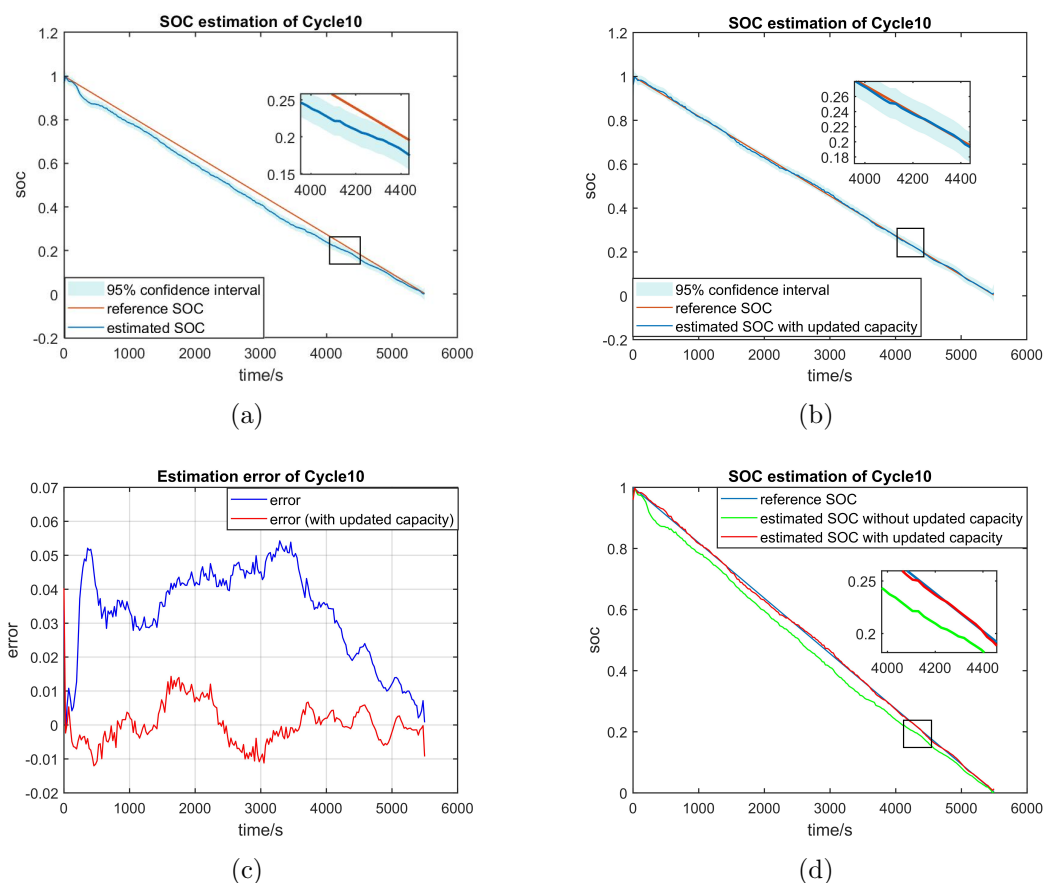 SOC estimation of Cycle10
1.2
1
0.8
0.6
0.4
0.2
0
-0.2
soc
0.25
0.2
0.15
4000 4200 4400
95% confidence interval
reference SOC
estimated SOC
0 1000 2000 3000 4000 5000 6000
time/s
(a)
SOC estimation of Cycle10
1.2
1
0.8
0.6
0.4
0.2
0
-0.2
soc
0.26
0.24
0.22
0.2
0.18
4000 4200 4400
95% confidence interval
reference SOC
estimated SOC with updated capacity
0 1000 2000 3000 4000 5000 6000
time/s
(b)
Estimation error of Cycle10
0.07
0.06
0.05
0.04
0.03
0.02
0.01
0
-0.01
-0.02
error
error
error (with updated capacity)
0 1000 2000 3000 4000 5000 6000
time/s
(c)
SOC estimation of Cycle10
1
0.8
0.6
0.4
0.2
0
soc
reference SOC
estimated SOC without updated capacity
estimated SOC with updated capacity
0.25
0.2
4000 4200 4400
0 1000 2000 3000 4000 5000 6000
time/s
(d)